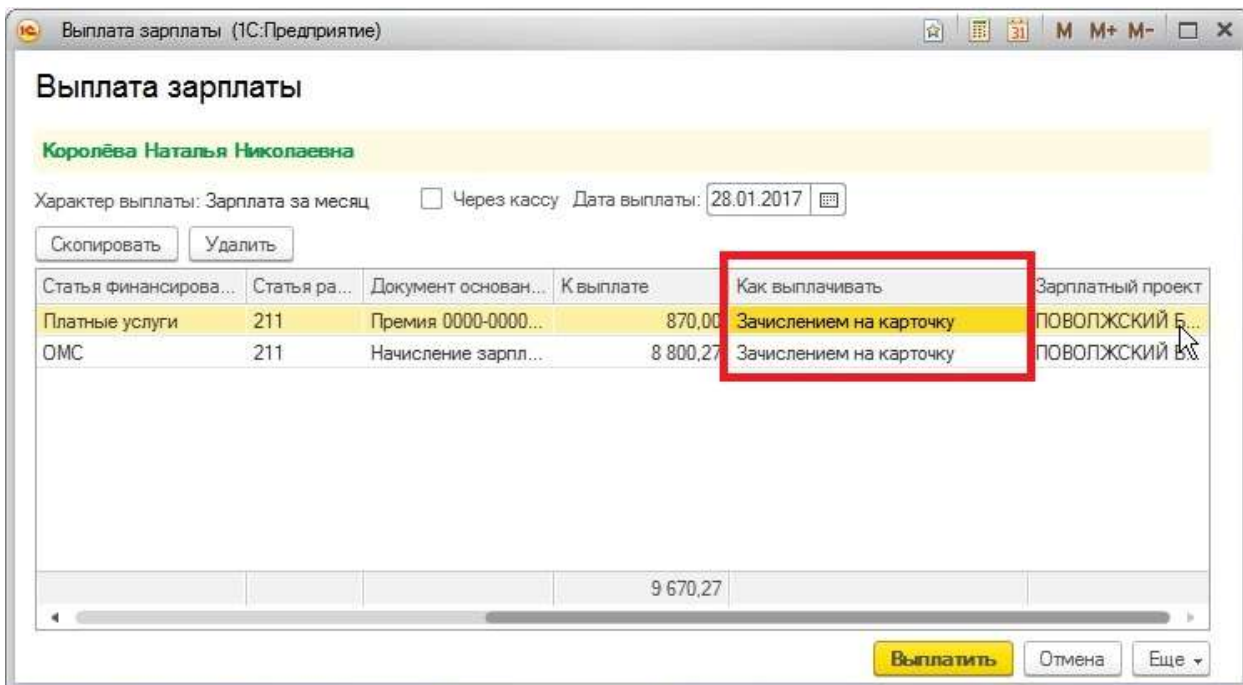 1С Выплата зарплаты (1С:Предприятие) 31 M M+ M-
Выплата зарплаты
Королёва Наталья Николаевна
Характер выплаты: Зарплата за месяц Через кассу Дата выплаты: 28.01.2017
Скопировать Удалить
Статья финансирова... Статья ра... Документ основан... К выплате Как выплачивать Зарплатный проект
Платные услуги 211 Премия 0000-0000... 870,00 Зачислением на карточку ПОВОЛЖСКИЙ Б...
ОМС 211 Начисление зарпл... 8 800,27 Зачислением на карточку ПОВОЛЖСКИЙ Б...
9 670,27
Выплатить Отмена Еще